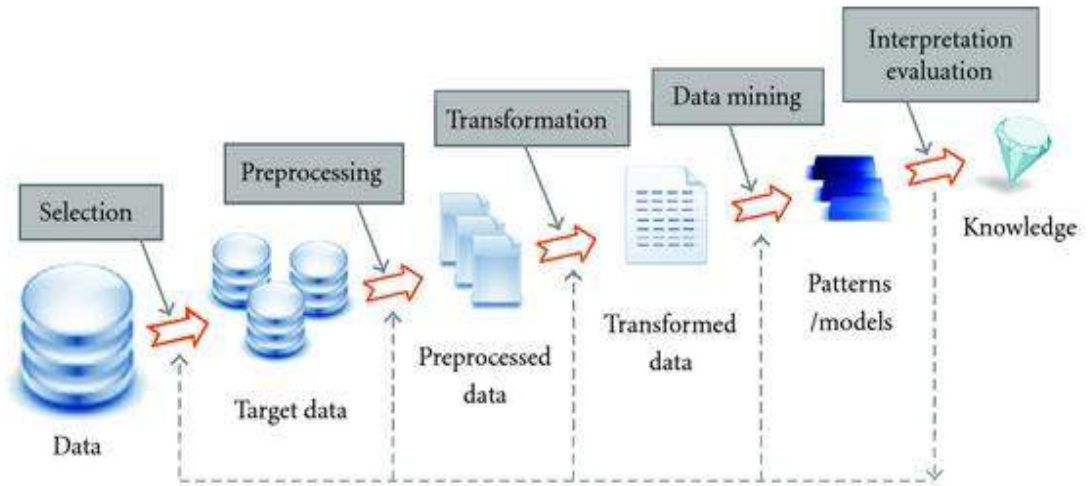 Interpretation
evaluation
Data mining
Transformation
Preprocessing
Selection
Knowledge
Patterns
/models
Transformed
data
Preprocessed
data
Target data
Data